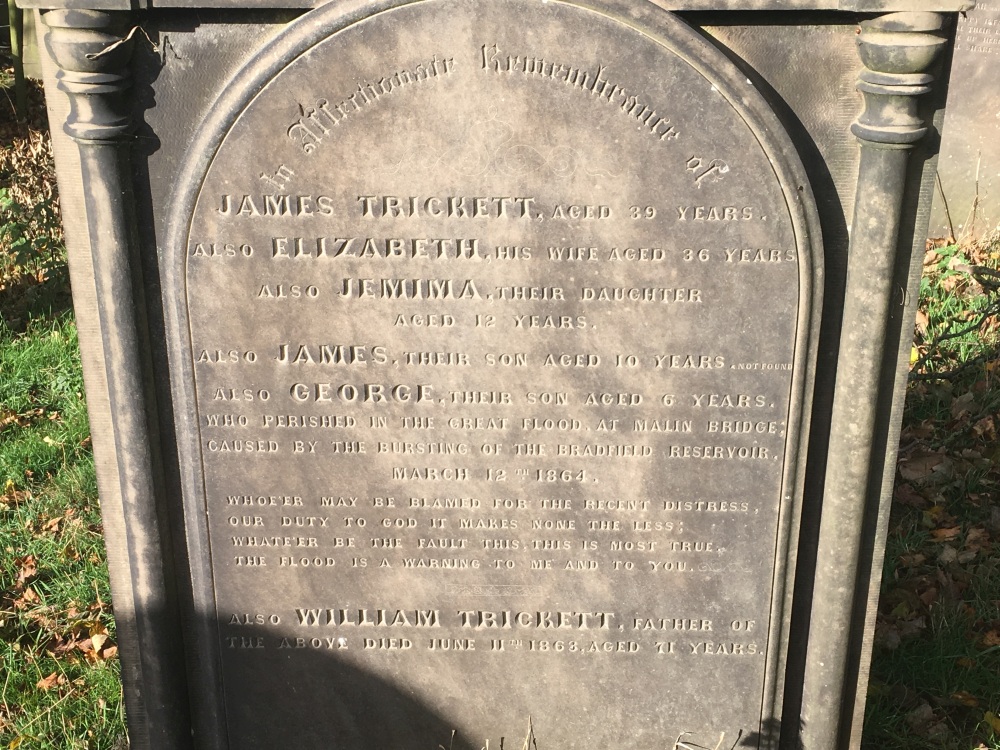 In Affectionate Remembrance of
JAMES TRICKETT, AGED 39 YEARS.
ALSO ELIZABETH, HIS WIFE AGED 36 YEARS
ALSO JEMIMA, THEIR DAUGHTER
AGED 12 YEARS.
ALSO JAMES, THEIR SON AGED 10 YEARS. NOT FOUND
ALSO GEORGE, THEIR SON AGED 6 YEARS.
WHO PERISHED IN THE GREAT FLOOD, AT MALIN BRIDGE;
CAUSED BY THE BURSTING OF THE BRADFIELD RESERVOIR,
MARCH 12TH 1864.
WHOE'ER MAY BE BLAMED FOR THE RECENT DISTRESS,
OUR DUTY TO GOD IT MAKES NONE THE LESS;
WHATE'ER BE THE FAULT THIS, THIS IS MOST TRUE,
THE FLOOD IS A WARNING TO ME AND TO YOU.
ALSO WILLIAM TRICKETT, FATHER OF
THE ABOVE DIED JUNE 11TH 1863, AGED 71 YEARS.